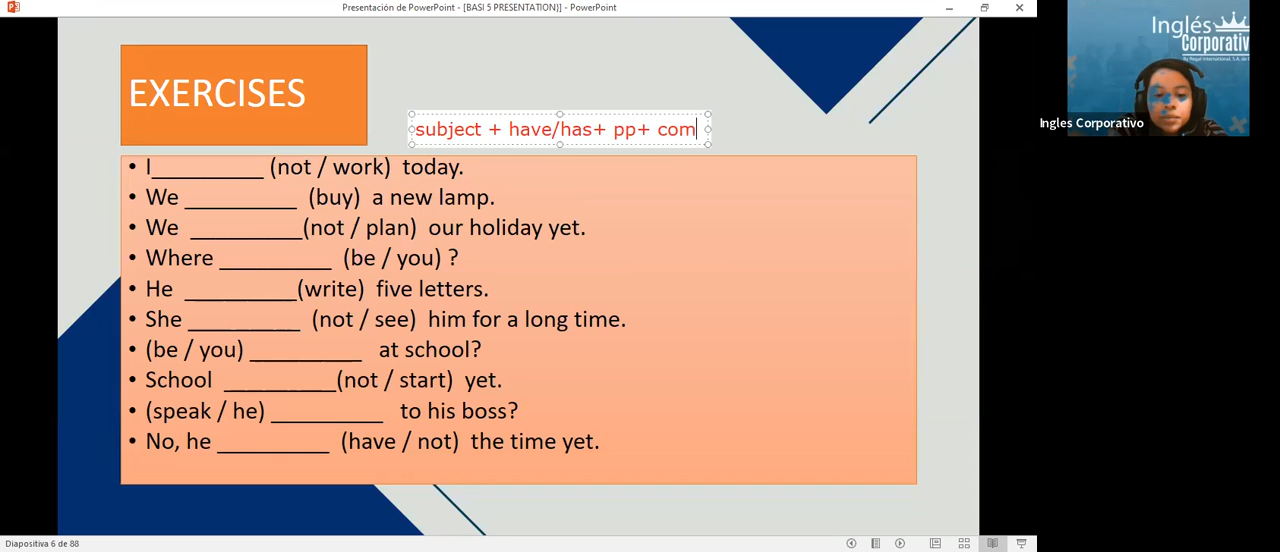 Presentación de PowerPoint - [BASI 5 PRESENTATION)] - PowerPoint
EXERCISES
subject + have/has+ pp+ com
• I__________ (not / work) today.
• We __________ (buy) a new lamp.
• We __________(not / plan) our holiday yet.
• Where __________ (be / you) ?
• He __________(write) five letters.
• She __________ (not / see) him for a long time.
• (be / you) __________ at school?
• School __________(not / start) yet.
• (speak / he) __________ to his boss?
• No, he __________ (have / not) the time yet.
Diapositiva 6 de 88
Inglés
Corporativ
Ingles Corporativo